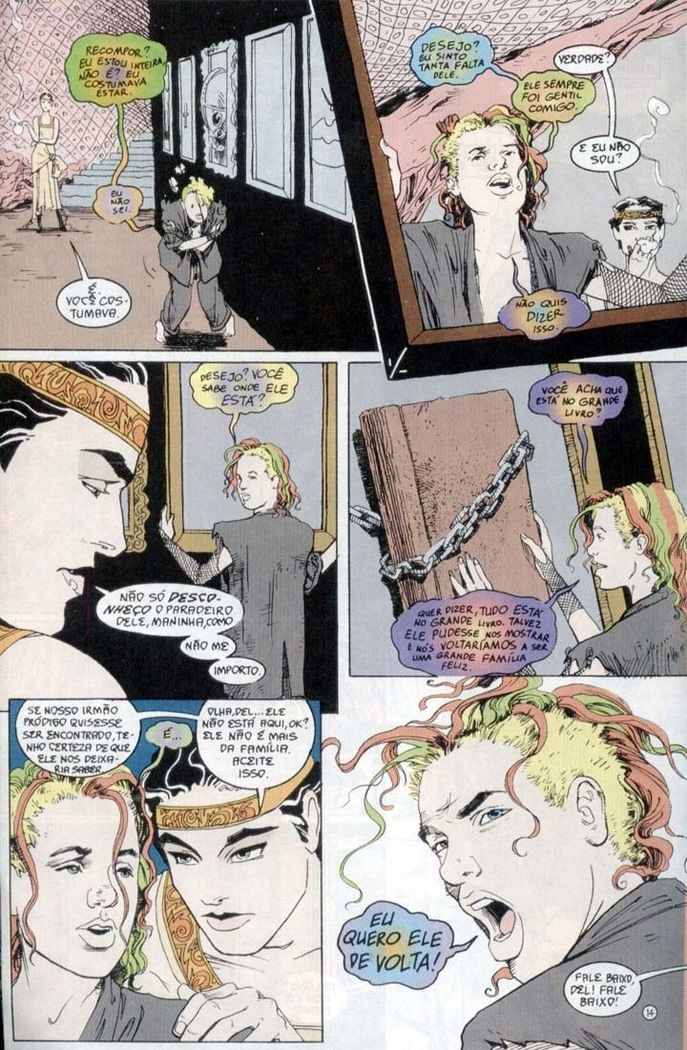 RECOMPOR?
EU ESTOU INTEIRA,
NÃO É? EU
COSTUMAVA
ESTAR.
EU
NÃO
SEI.
É.
VOCÊ COS-
TUMAVA.
DESEJO?
EU SINTO
TANTA FALTA
DELE.
ELE SEMPRE
FOI GENTIL
COMIGO.
VERDADE?
E EU NÃO
SOU?
NÃO QUIS
DIZER
ISSO.
DESEJO? VOCÊ
SABE ONDE ELE
ESTÁ?
NÃO SÓ DESCO-
NHEÇO O PARADEIRO
DELE, MANINHA, COMO
NÃO ME
IMPORTO.
VOCÊ ACHA QUE
ESTÁ NO GRANDE
LIVRO?
QUER DIZER, TUDO ESTÁ
NO GRANDE LIVRO. TALVEZ
ELE PUDESSE NOS MOSTRAR
E NÓS VOLTARÍAMOS A SER
UMA GRANDE FAMÍLIA
FELIZ.
SE NOSSO IRMÃO
PRÓDIGO QUISESSE
SER ENCONTRADO, TE-
NHO CERTEZA DE QUE
ELE NOS DEIXA-
RIA SABER.
É...
OLHA, DEL... ELE
NÃO ESTÁ AQUI, OK?
ELE NÃO É MAIS
DA FAMÍLIA.
ACEITE
ISSO.
EU
QUERO ELE
DE VOLTA!
FALE BAIXO,
DEL! FALE
BAIXO!
14